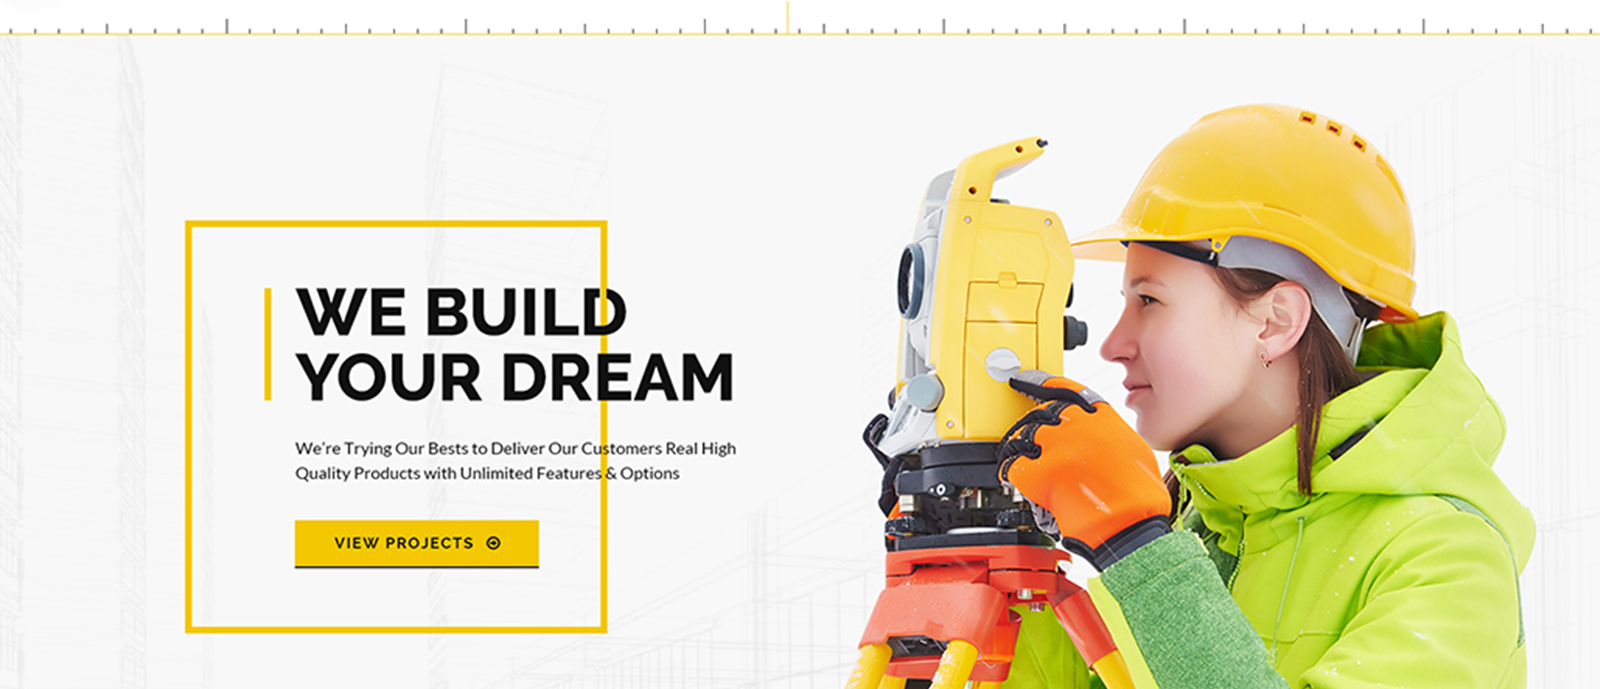 WE BUILD
YOUR DREAM
We're Trying Our Bests to Deliver Our Customers Real High
Quality Products with Unlimited Features & Options
VIEW PROJECTS